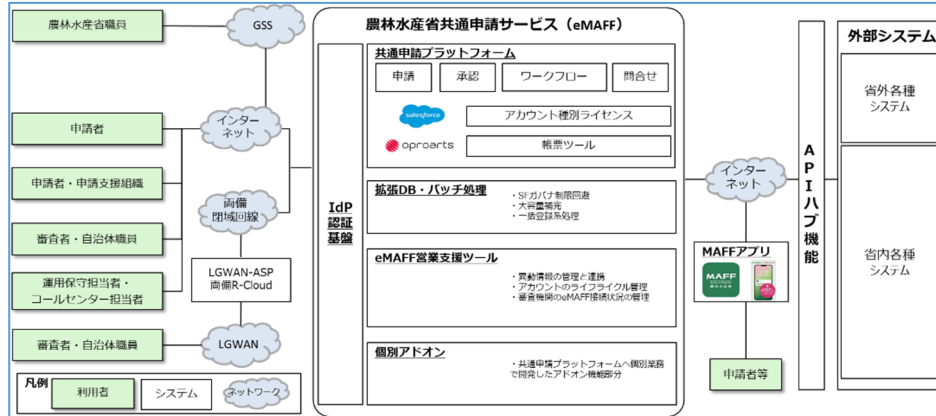 農林水産省職員
GSS
申請者
インター
ネット
申請者・申請支援組織
両備
閉域回線
審査者・自治体職員
LGWAN-ASP
両備R-Cloud
運用保守担当者・
コールセンター担当者
審査者・自治体職員
LGWAN
凡例
利用者
システム
ネットワーク
農林水産省共通申請サービス（eMAFF）
IdP
認証
基盤
共通申請プラットフォーム
申請
承認
ワークフロー
問合せ
salesforce
アカウント種別ライセンス
oproarts
帳票ツール
拡張DB・バッチ処理
・SFガバナ制限回避
・大容量補完
・一括登録系処理
eMAFF営業支援ツール
・異動情報の管理と連携
・アカウントのライフライクル管理
・審査機関のeMAFF接続状況の管理
個別アドオン
・共通申請プラットフォームへ個別業務
で開発したアドオン機能部分
インター
ネット
MAFFアプリ
MAFF
申請者等
APIハブ機能
外部システム
省外各種
システム
省内各種
システム